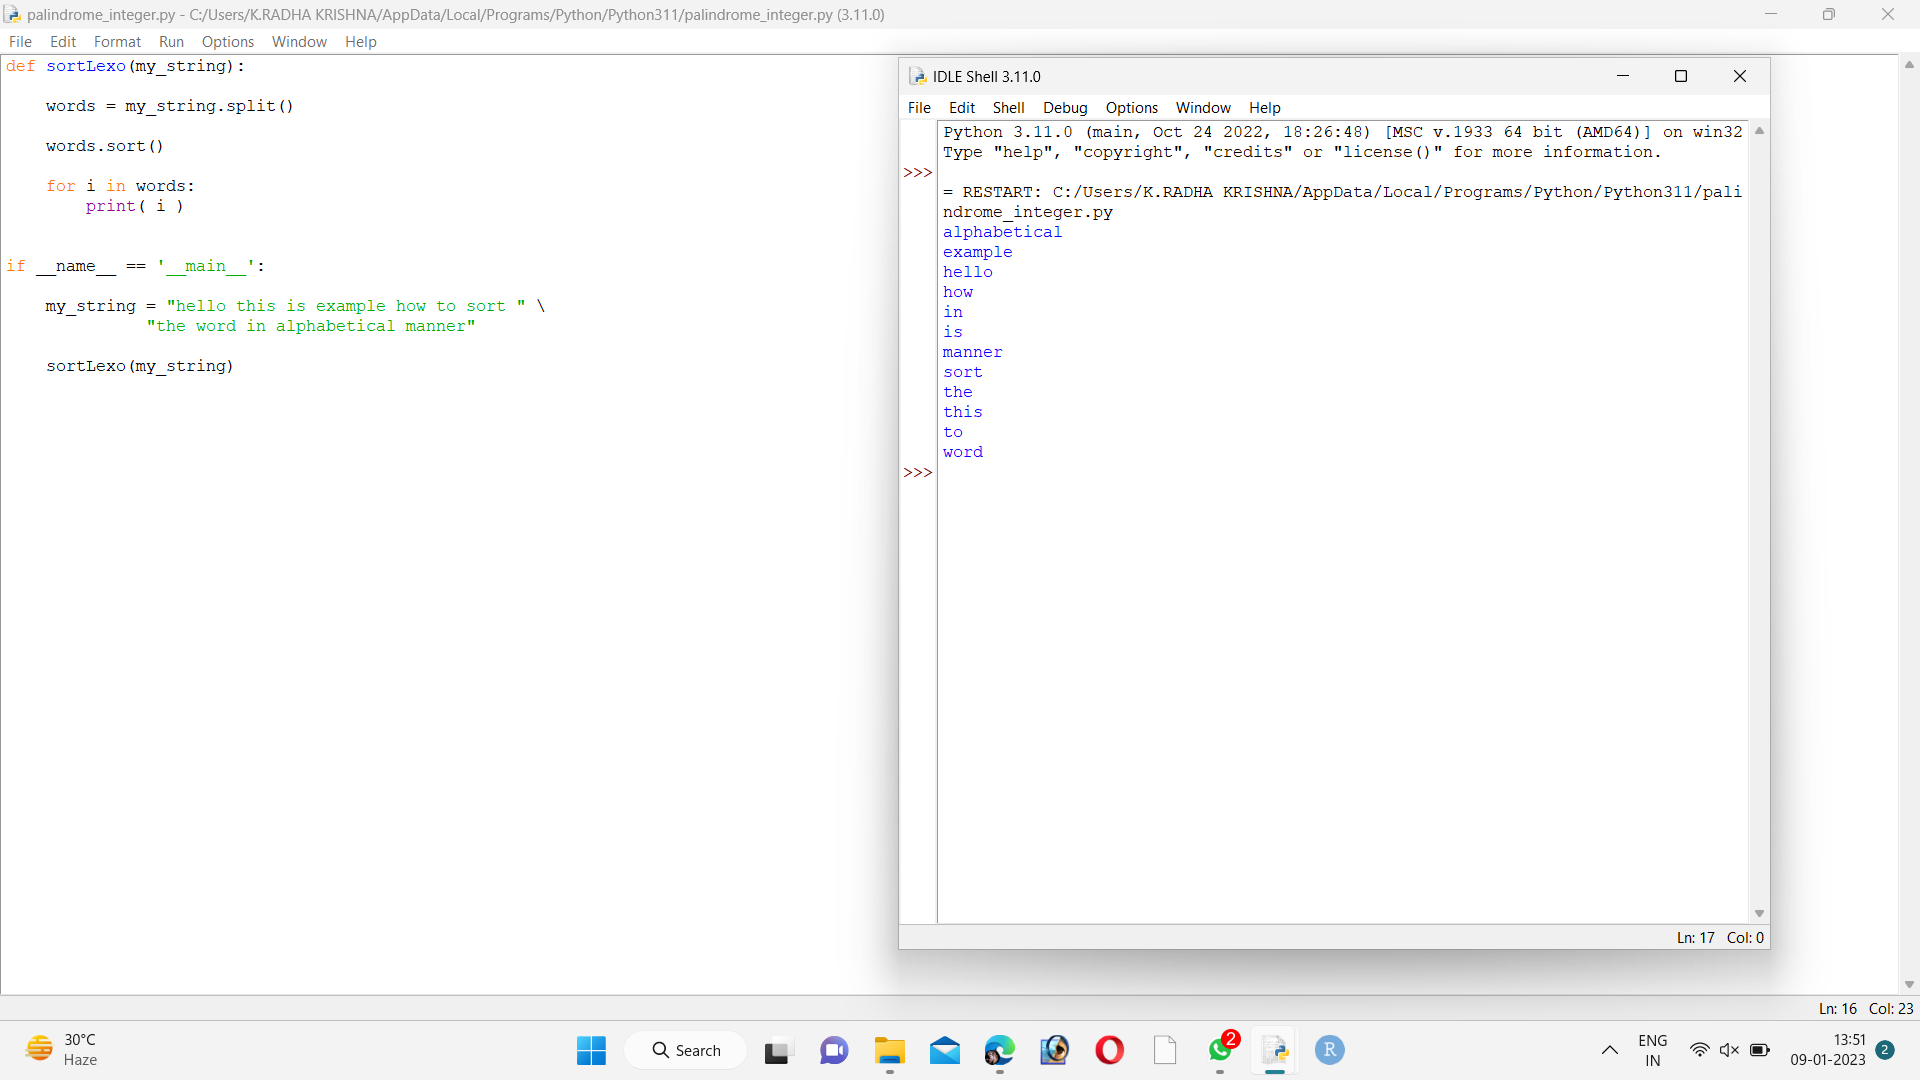 palindrome_integer.py - C:/Users/K.RADHA KRISHNA/AppData/Local/Programs/Python/Python311/palindrome_integer.py (3.11.0)
File Edit Format Run Options Window Help
def sortLexo(my_string):
    words = my_string.split()
    words.sort()
    for i in words:
        print( i )
if __name__ == '__main__':
    my_string = "hello this is example how to sort " \
              "the word in alphabetical manner"
    sortLexo(my_string)
IDLE Shell 3.11.0
File Edit Shell Debug Options Window Help
Python 3.11.0 (main, Oct 24 2022, 18:26:48) [MSC v.1933 64 bit (AMD64)] on win32
Type "help", "copyright", "credits" or "license()" for more information.
>>>
= RESTART: C:/Users/K.RADHA KRISHNA/AppData/Local/Programs/Python/Python311/pali
ndrome_integer.py
alphabetical
example
hello
how
in
is
manner
sort
the
this
to
word
>>>
Ln: 17 Col: 0
Ln: 16 Col: 23
30°C
Haze
Search
2
R
ENG
IN
13:51
09-01-2023
2